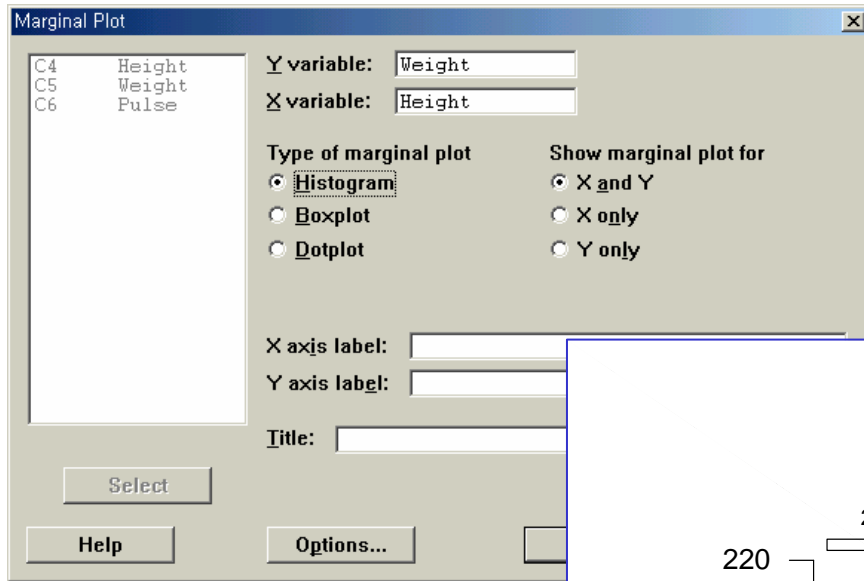 Marginal Plot
C4 Height
C5 Weight
C6 Pulse
Y variable: Weight
X variable: Height
Type of marginal plot
Histogram
Boxplot
Dotplot
Show marginal plot for
X and Y
X only
Y only
X axis label:
Y axis label:
Title:
Select
Help
Options...
220